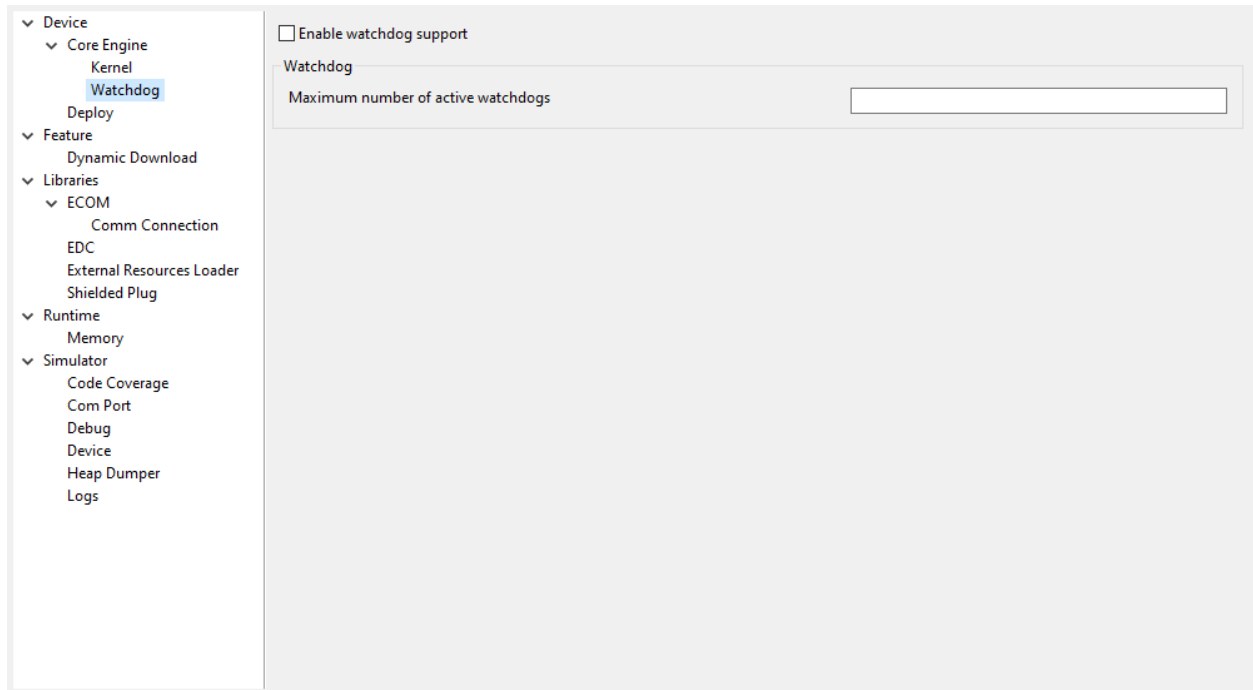 Device
Core Engine
Kernel
Watchdog
Deploy
Feature
Dynamic Download
Libraries
ECOM
Comm Connection
EDC
External Resources Loader
Shielded Plug
Runtime
Memory
Simulator
Code Coverage
Com Port
Debug
Device
Heap Dumper
Logs
Enable watchdog support
Watchdog
Maximum number of active watchdogs